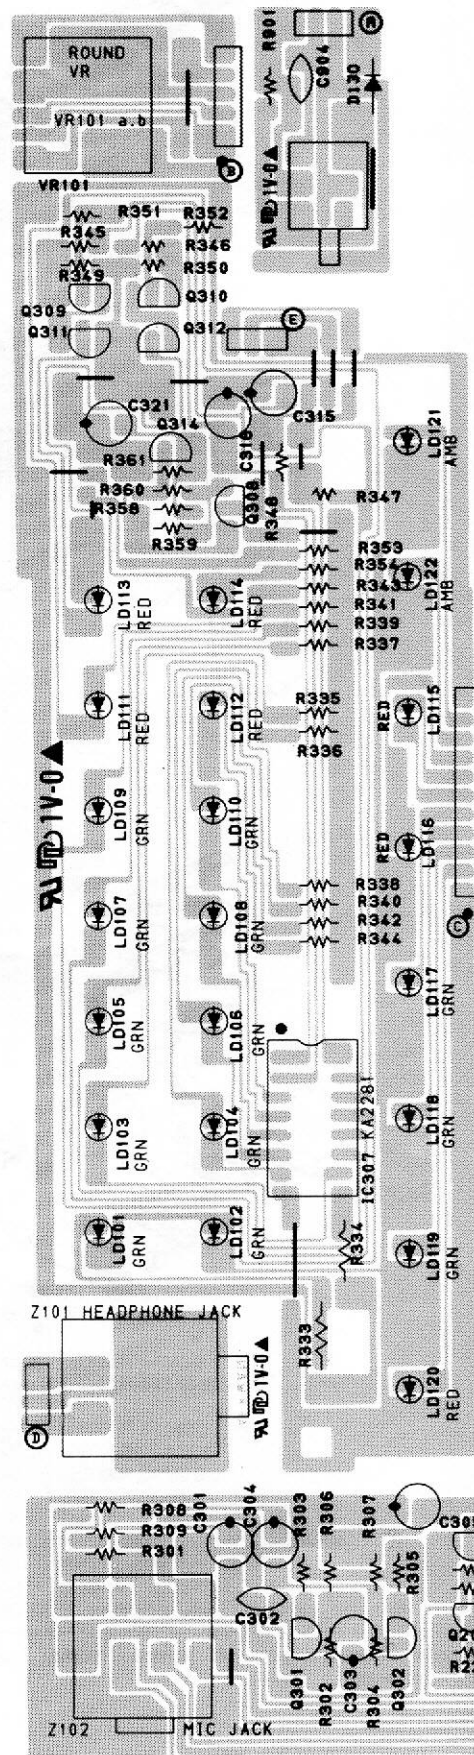 ROUND
VR
VR101 a.b
VR101
B
R901
C904
D130
1V-0
R351
R352
R345
R346
R349
R350
Q309
Q310
Q311
Q312
E
C321
Q314
C316
C315
R361
R360
R358
R359
Q308
R348
R347
R353
R354
R343
R341
R339
R337
LD121
AMB
LD122
AMB
LD113
RED
LD114
RED
LD111
RED
LD112
RED
R335
R336
RED
LD115
1V-0
LD109
GRN
LD110
GRN
RED
LD116
R338
R340
R342
R344
C
LD107
GRN
LD108
GRN
LD117
GRN
LD105
GRN
LD106
GRN
IC307 KA2281
LD103
GRN
LD104
GRN
LD118
GRN
LD101
GRN
LD102
GRN
R334
LD119
GRN
Z101 HEADPHONE JACK
D
1V-0
R333
LD120
RED
R308
R309
R301
C301
C304
R303
R306
R307
R305
C302
Q301
R302
C303
R304
Q302
Z102
MIC JACK